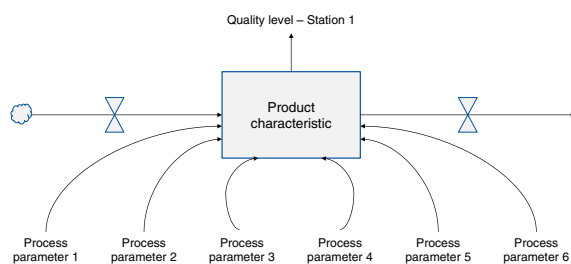 Quality level – Station 1
Product
characteristic
Process
parameter 1
Process
parameter 2
Process
parameter 3
Process
parameter 4
Process
parameter 5
Process
parameter 6